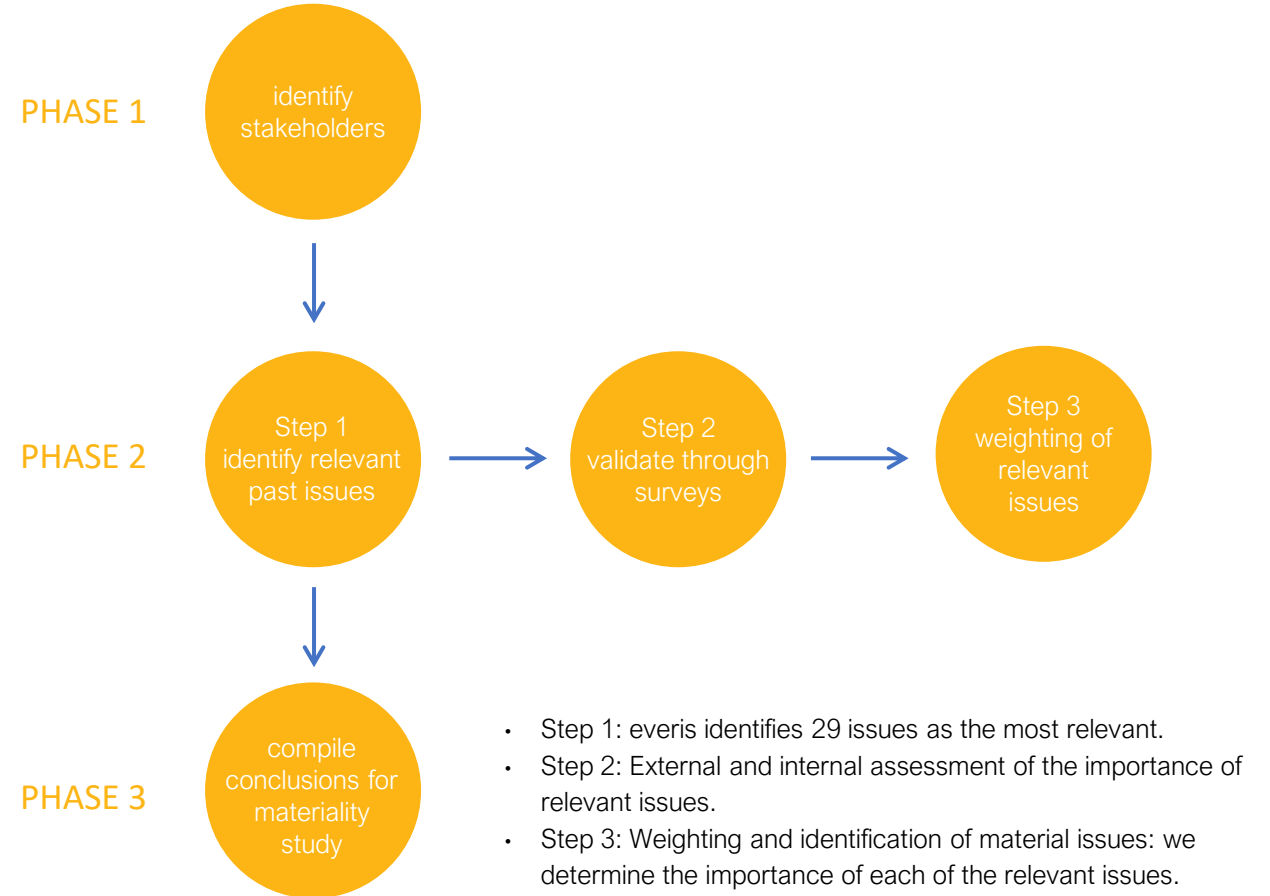 PHASE 1
identify
stakeholders
PHASE 2
Step 1
identify relevant
past issues
Step 2
validate through
surveys
Step 3
weighting of
relevant
issues
PHASE 3
compile
conclusions for
materiality
study
• Step 1: everis identifies 29 issues as the most relevant.
• Step 2: External and internal assessment of the importance of
relevant issues.
• Step 3: Weighting and identification of material issues: we
determine the importance of each of the relevant issues.